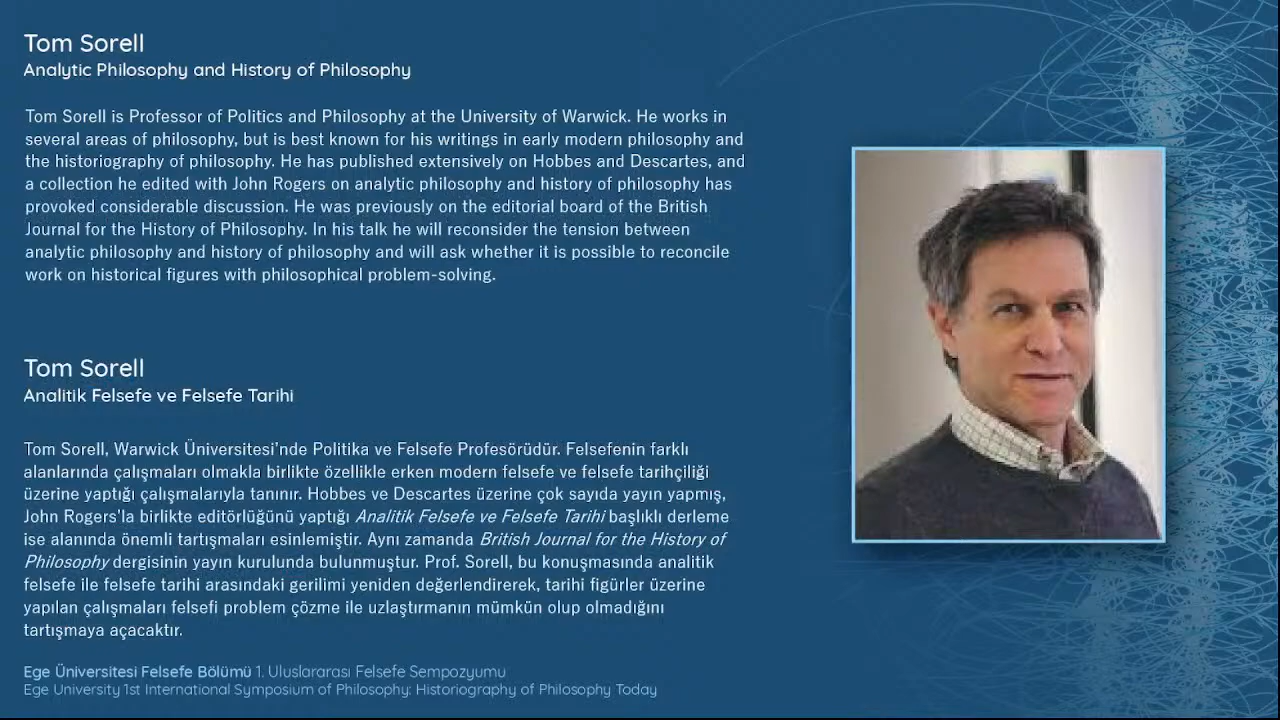 Tom Sorell
Analytic Philosophy and History of Philosophy
Tom Sorell is Professor of Politics and Philosophy at the University of Warwick. He works in
several areas of philosophy, but is best known for his writings in early modern philosophy and
the historiography of philosophy. He has published extensively on Hobbes and Descartes, and
a collection he edited with John Rogers on analytic philosophy and history of philosophy has
provoked considerable discussion. He was previously on the editorial board of the British
Journal for the History of Philosophy. In his talk he will reconsider the tension between
analytic philosophy and history of philosophy and will ask whether it is possible to reconcile
work on historical figures with philosophical problem-solving.
Tom Sorell
Analitik Felsefe ve Felsefe Tarihi
Tom Sorell, Warwick Üniversitesi'nde Politika ve Felsefe Profesörüdür. Felsefenin farklı
alanlarında çalışmaları olmakla birlikte özellikle erken modern felsefe ve felsefe tarihçiliği
üzerine yaptığı çalışmalarıyla tanınır. Hobbes ve Descartes üzerine çok sayıda yayın yapmış,
John Rogers'la birlikte editörlüğünü yaptığı Analitik Felsefe ve Felsefe Tarihi başlıklı derleme
ise alanında önemli tartışmaları esinlemiştir. Aynı zamanda British Journal for the History of
Philosophy dergisinin yayın kurulunda bulunmuştur. Prof. Sorell, bu konuşmasında analitik
felsefe ile felsefe tarihi arasındaki gerilimi yeniden değerlendirerek, tarihi figürler üzerine
yapılan çalışmaları felsefi problem çözme ile uzlaştırmanın mümkün olup olmadığını
tartışmaya açacaktır.
Ege Üniversitesi Felsefe Bölümü 1. Uluslararası Felsefe Sempozyumu
Ege University 1st International Symposium of Philosophy: Historiography of Philosophy Today